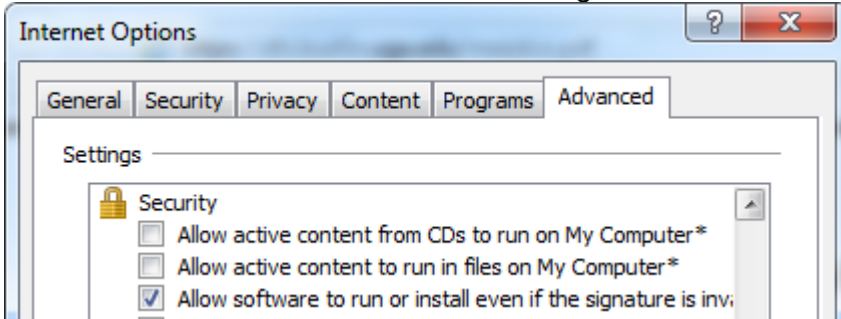 Internet Options
General Security Privacy Content Programs Advanced
Settings
Security
Allow active content from CDs to run on My Computer*
Allow active content to run in files on My Computer*
Allow software to run or install even if the signature is inva